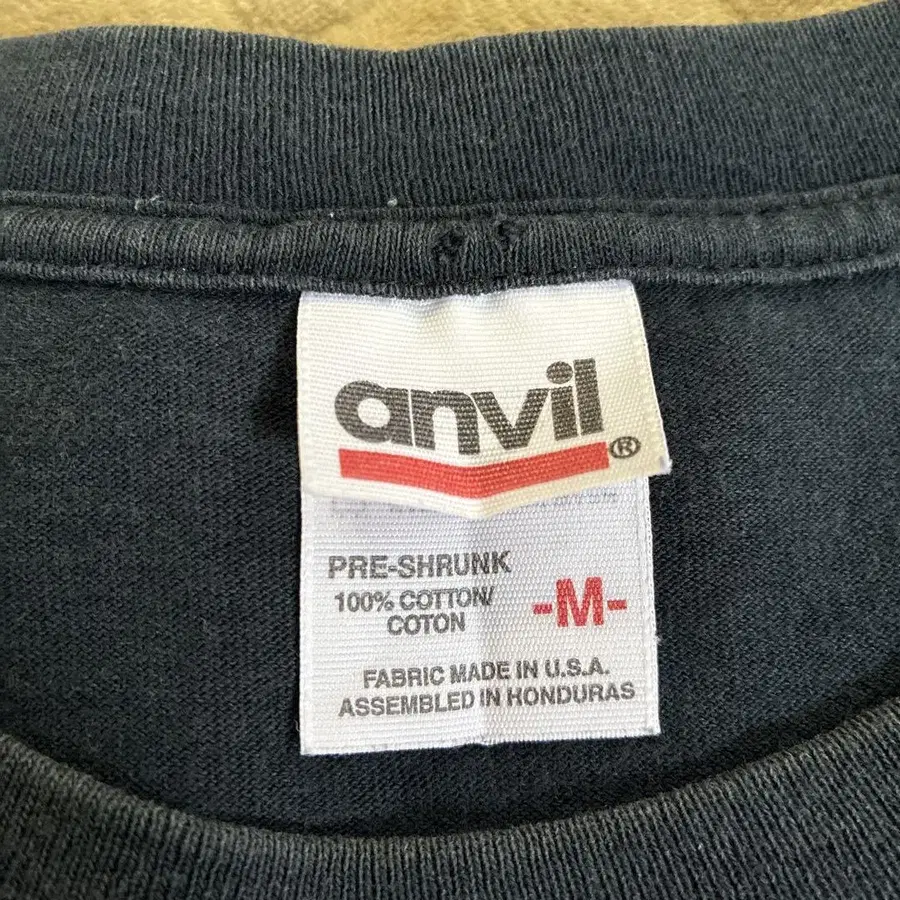 anvil®
PRE-SHRUNK
100% COTTON/
COTON
-M-
FABRIC MADE IN U.S.A.
ASSEMBLED IN HONDURAS